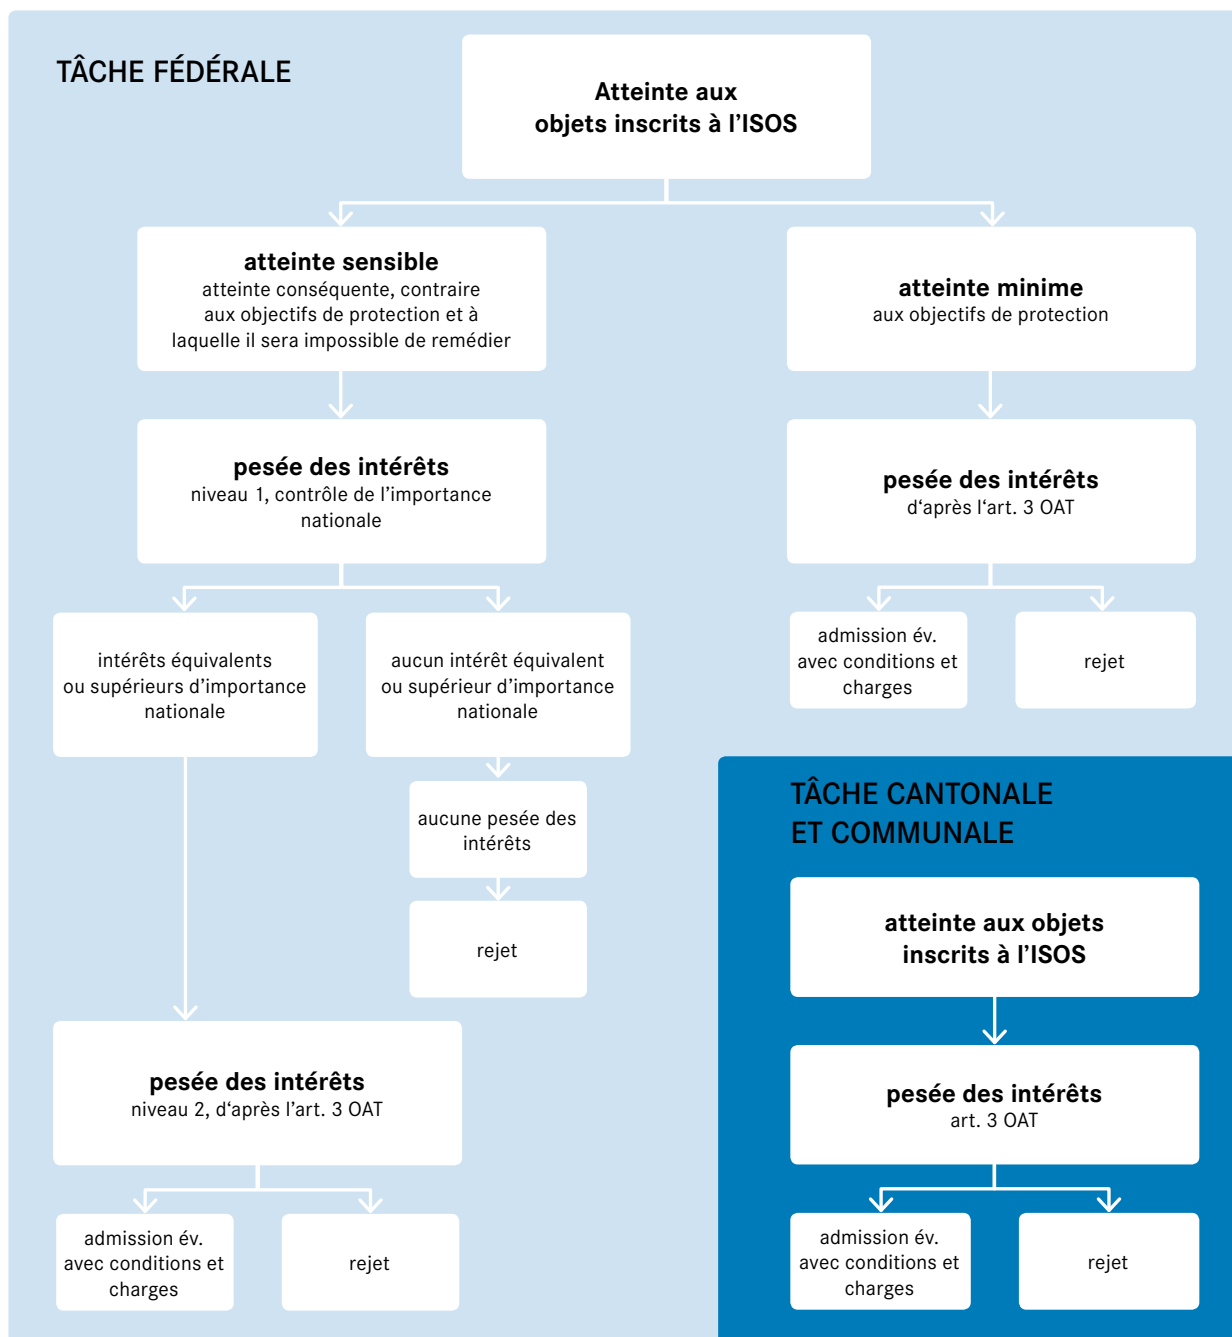 TÂCHE FÉDÉRALE
Atteinte aux
objets inscrits à l’ISOS
atteinte sensible
atteinte conséquente, contraire
aux objectifs de protection et à
laquelle il sera impossible de remédier
atteinte minime
aux objectifs de protection
pesée des intérêts
niveau 1, contrôle de l’importance
nationale
pesée des intérêts
d‘après l‘art. 3 OAT
intérêts équivalents
ou supérieurs d’importance
nationale
aucun intérêt équivalent
ou supérieur d’importance
nationale
admission év.
avec conditions et
charges
rejet
aucune pesée des
intérêts
rejet
pesée des intérêts
niveau 2, d‘après l’art. 3 OAT
admission év.
avec conditions et
charges
rejet
TÂCHE CANTONALE
ET COMMUNALE
atteinte aux objets
inscrits à l’ISOS
pesée des intérêts
art. 3 OAT
admission év.
avec conditions et
charges
rejet